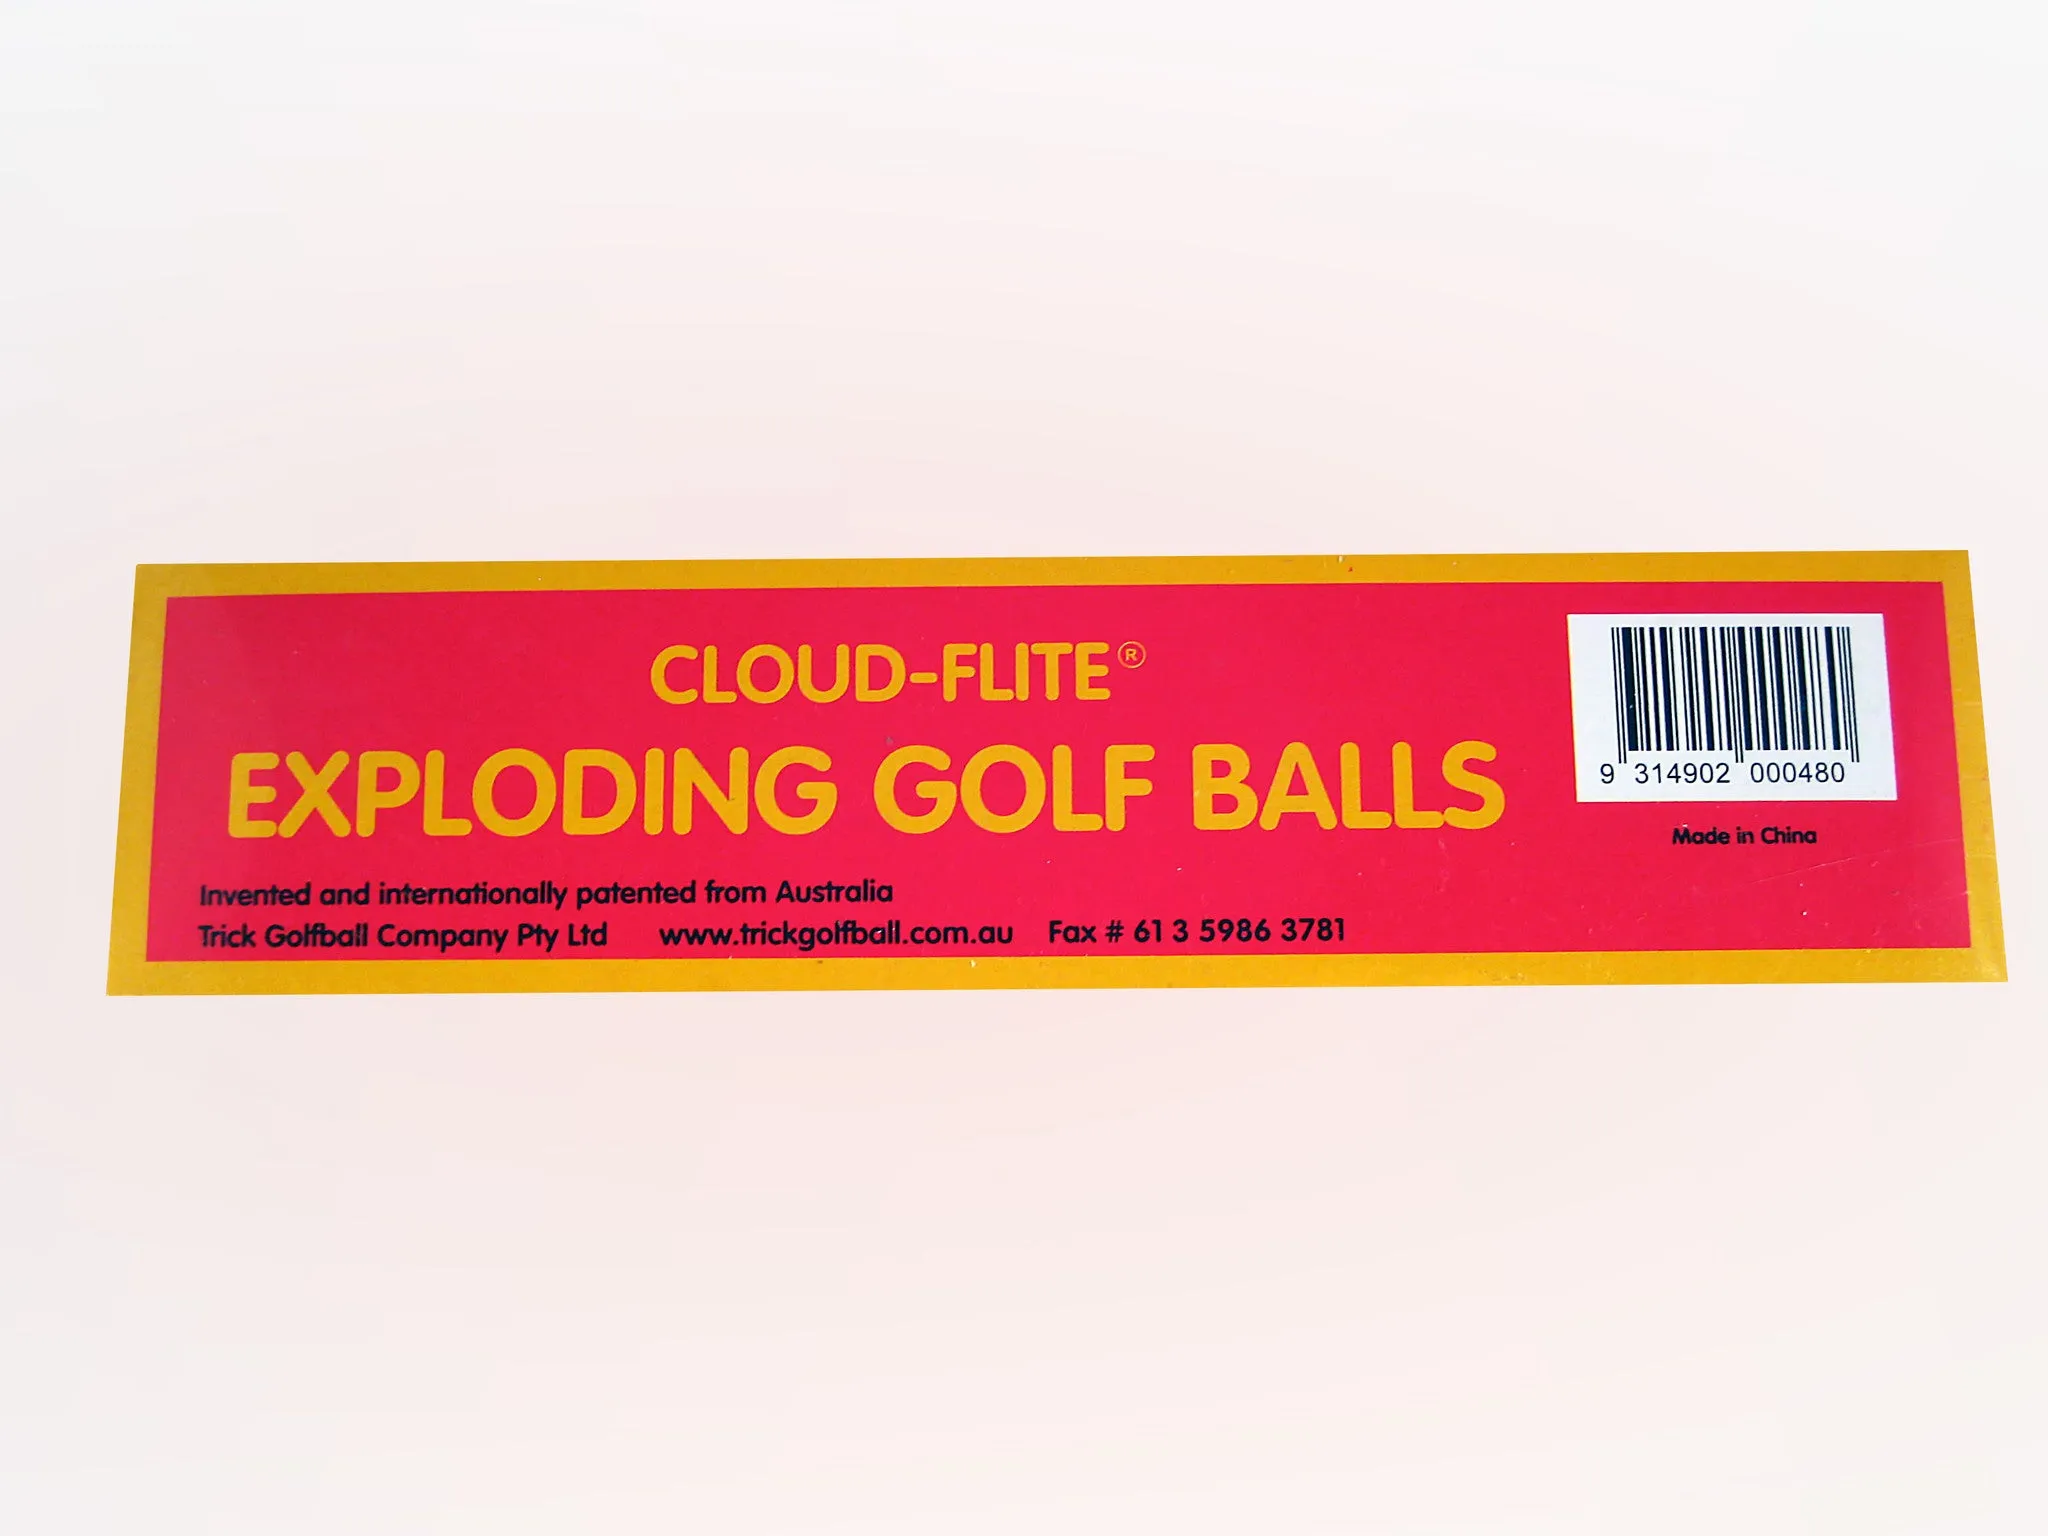 CLOUD-FLITE®
EXPLODING GOLF BALLS
9 314902 000480
Made in China
Invented and internationally patented from Australia
Trick Golfball Company Pty Ltd www.trickgolfball.com.au Fax # 61 3 5986 3781